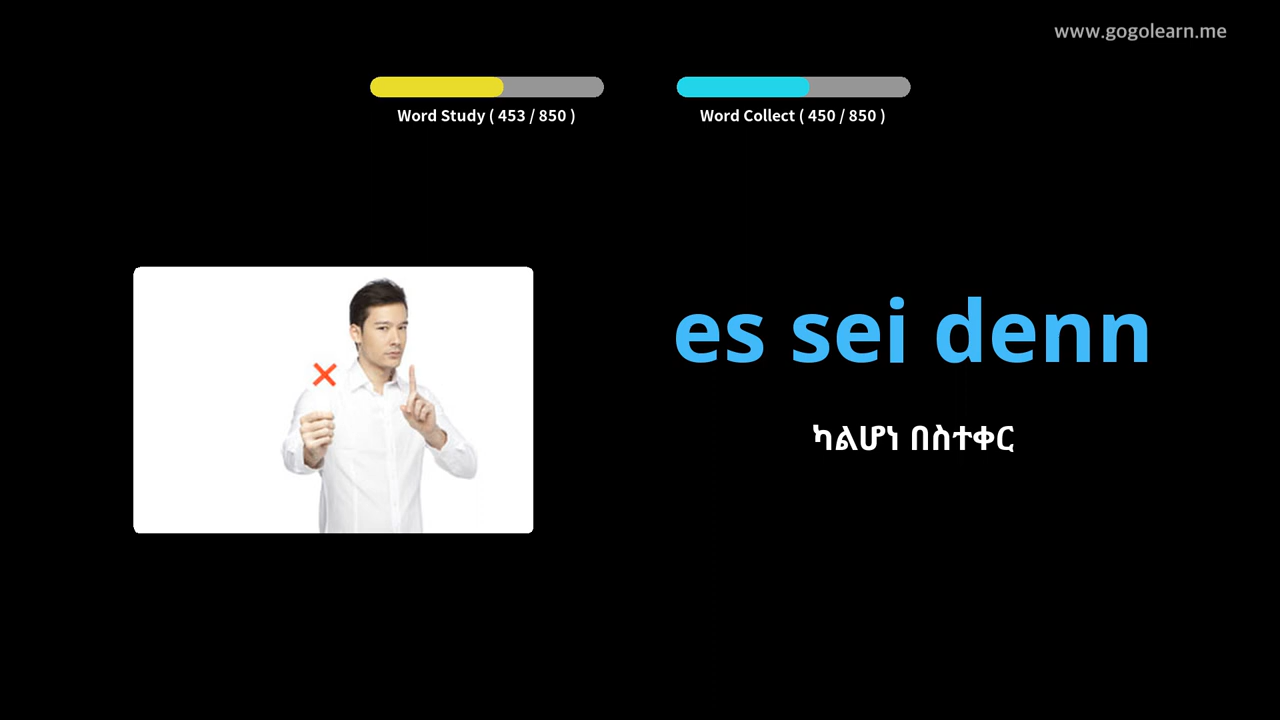 www.gogolearn.me
Word Study ( 453 / 850 )
Word Collect ( 450 / 850 )
es sei denn
ካልሆነ በስተቀር